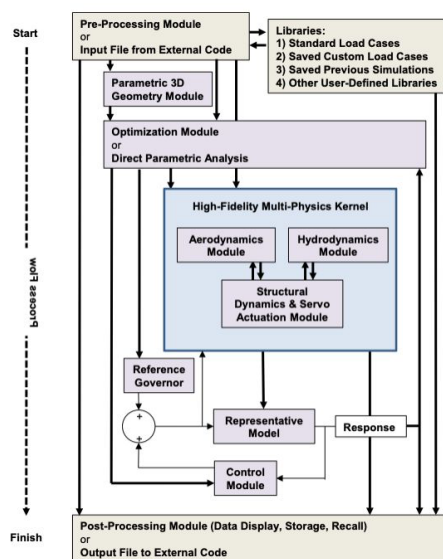 Start
Pre-Processing Module
or
Input File from External Code
Libraries:
1) Standard Load Cases
2) Saved Custom Load Cases
3) Saved Previous Simulations
4) Other User-Defined Libraries
Parametric 3D
Geometry Module
Optimization Module
or
Direct Parametric Analysis
High-Fidelity Multi-Physics Kernel
Aerodynamics
Module
Hydrodynamics
Module
Structural
Dynamics & Servo
Actuation Module
Process Flow
Reference
Governor
+
+
Representative
Model
Response
Control
Module
Finish
Post-Processing Module (Data Display, Storage, Recall)
or
Output File to External Code